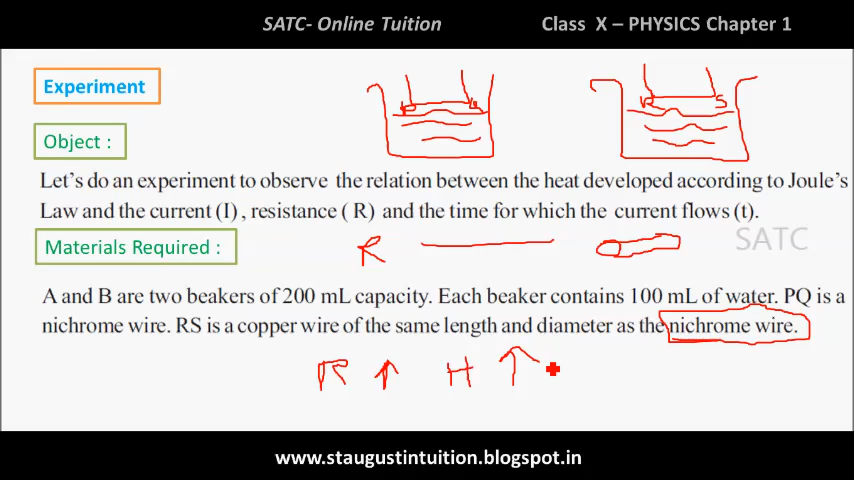 SATC- Online Tuition Class X – PHYSICS Chapter 1
Experiment
Object :
R S
Let's do an experiment to observe the relation between the heat developed according to Joule's
Law and the current (I) , resistance ( R) and the time for which the current flows (t).
SATC
Materials Required :
R
A and B are two beakers of 200 mL capacity. Each beaker contains 100 mL of water. PQ is a
nichrome wire. RS is a copper wire of the same length and diameter as the nichrome wire.
R ↑ H ↑
www.staugustintuition.blogspot.in